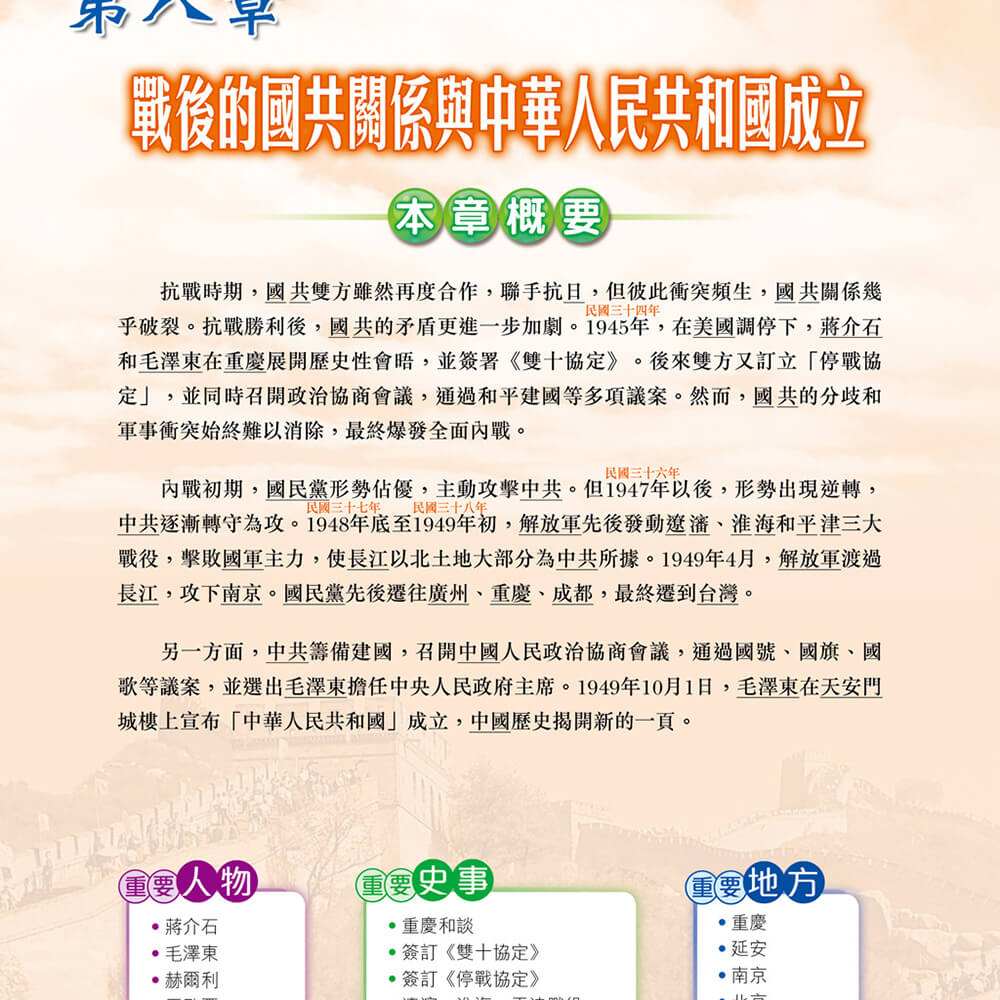 第八章
戰後的國共關係與中華人民共和國成立
本章概要
抗戰時期，國共雙方雖然再度合作，聯手抗日，但彼此衝突頻生，國共關係幾
民國三十四年
乎破裂。抗戰勝利後，國共的矛盾更進一步加劇。1945年，在美國調停下，蔣介石
和毛澤東在重慶展開歷史性會晤，並簽署《雙十協定》。後來雙方又訂立「停戰協
定」，並同時召開政治協商會議，通過和平建國等多項議案。然而，國共的分歧和
軍事衝突始終難以消除，最終爆發全面內戰。
民國三十六年
內戰初期，國民黨形勢佔優，主動攻擊中共。但1947年以後，形勢出現逆轉，
民國三十七年 民國三十八年
中共逐漸轉守為攻。1948年底至1949年初，解放軍先後發動遼瀋、淮海和平津三大
戰役，擊敗國軍主力，使長江以北土地大部分為中共所據。1949年4月，解放軍渡過
長江，攻下南京。國民黨先後遷往廣州、重慶、成都，最終遷到台灣。
另一方面，中共籌備建國，召開中國人民政治協商會議，通過國號、國旗、國
歌等議案，並選出毛澤東擔任中央人民政府主席。1949年10月1日，毛澤東在天安門
城樓上宣布「中華人民共和國」成立，中國歷史揭開新的一頁。
重要人物
• 蔣介石
• 毛澤東
• 赫爾利
重要史事
• 重慶和談
• 簽訂《雙十協定》
• 簽訂《停戰協定》
重要地方
• 重慶
• 延安
• 南京